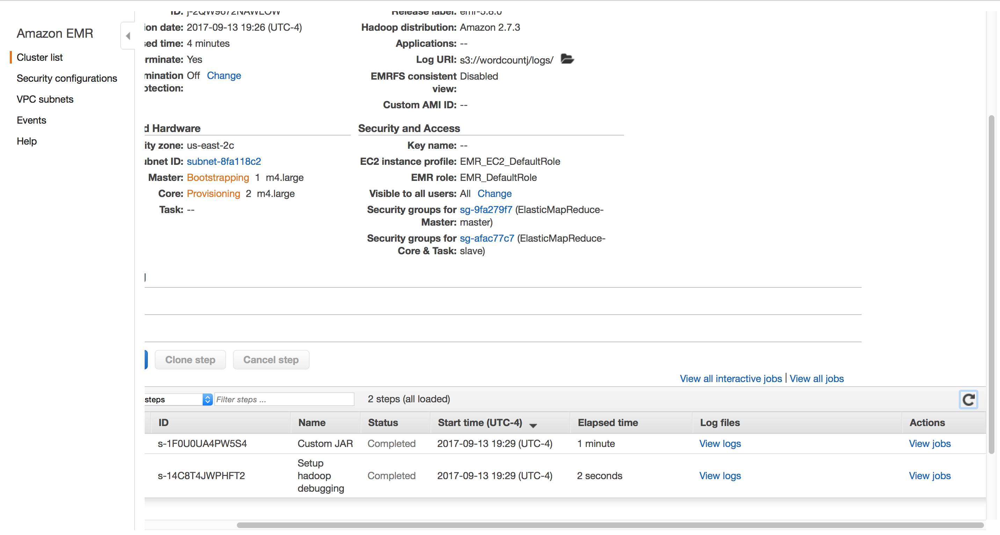 Amazon EMR
Cluster list
Security configurations
VPC subnets
Events
Help
ion date: 2017-09-13 19:26 (UTC-4)
sed time: 4 minutes
rminate: Yes
mination Off Change
otection:
Release label: emr-5.8.0
Hadoop distribution: Amazon 2.7.3
Applications: --
Log URI: s3://wordcountj/logs/
EMRFS consistent Disabled
view:
Custom AMI ID: --
d Hardware
ity zone: us-east-2c
ubnet ID: subnet-8fa118c2
Master: Bootstrapping 1 m4.large
Core: Provisioning 2 m4.large
Task: --
Security and Access
Key name: --
EC2 instance profile: EMR_EC2_DefaultRole
EMR role: EMR_DefaultRole
Visible to all users: All Change
Security groups for sg-9fa279f7 (ElasticMapReduce-
Master: master)
Security groups for sg-afac77c7 (ElasticMapReduce-
Core & Task: slave)
Clone step Cancel step
View all interactive jobs | View all jobs
steps Filter steps ... 2 steps (all loaded)
ID Name Status Start time (UTC-4) Elapsed time Log files Actions
s-1F0U0UA4PW5S4 Custom JAR Completed 2017-09-13 19:29 (UTC-4) 1 minute View logs View jobs
Setup
s-14C8T4JWPHFT2 hadoop Completed 2017-09-13 19:29 (UTC-4) 2 seconds View logs View jobs
debugging